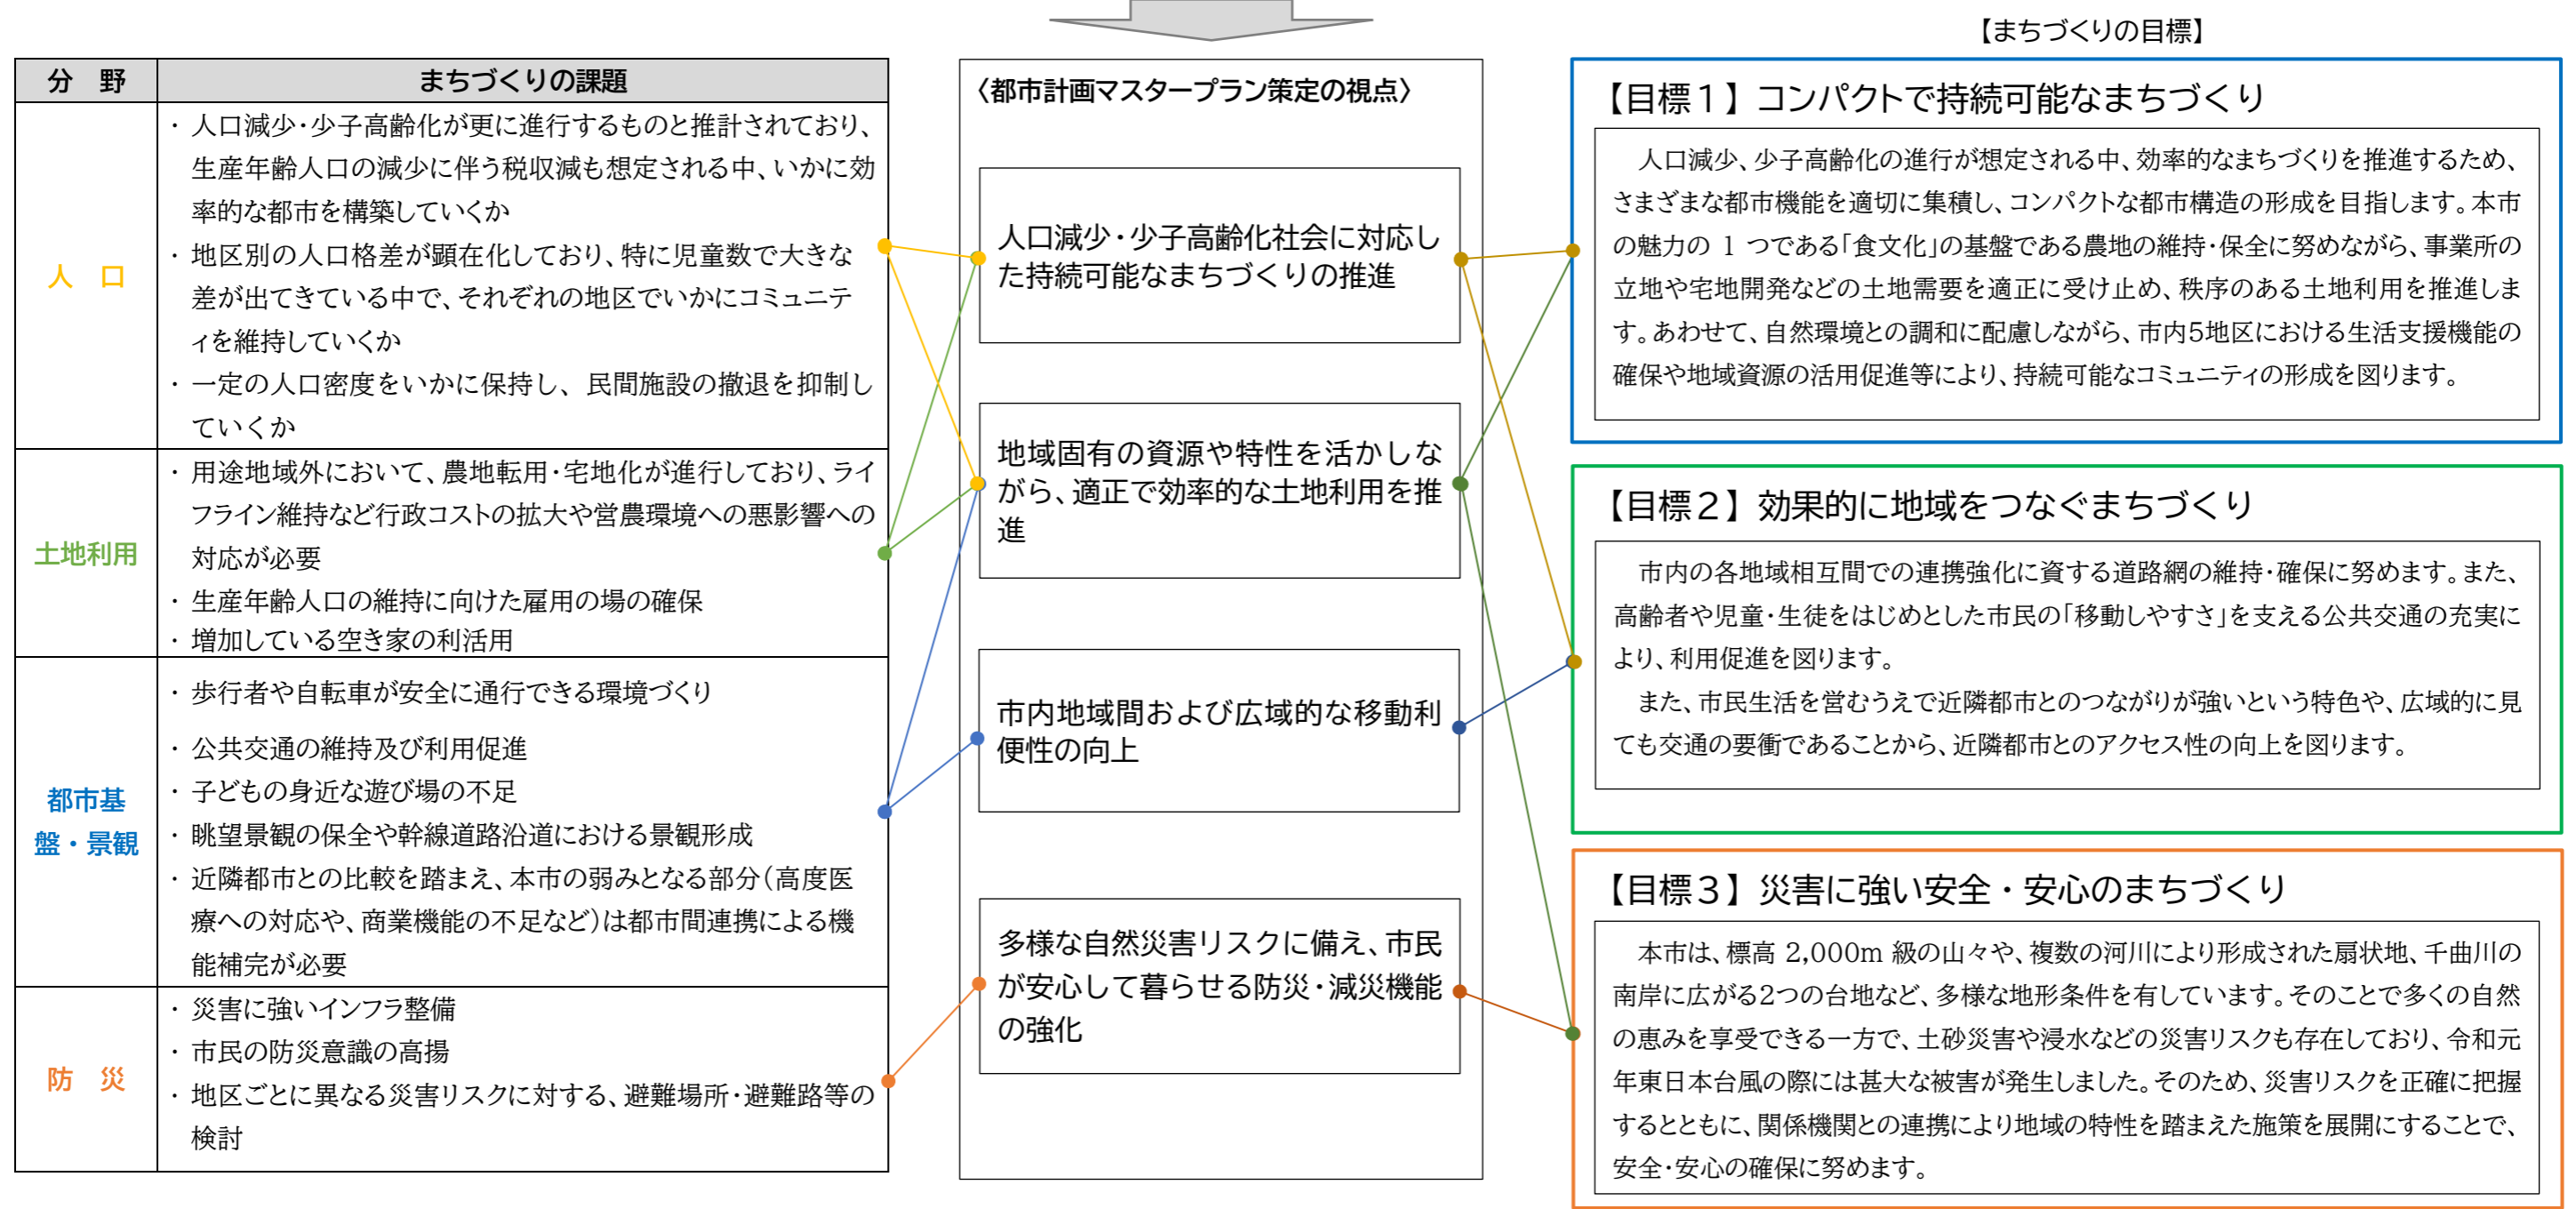 【まちづくりの目標】
分　野
まちづくりの課題
人　口
・ 人口減少・少子高齢化が更に進行するものと推計されており、
生産年齢人口の減少に伴う税収減も想定される中、いかに効
率的な都市を構築していくか
・ 地区別の人口格差が顕在化しており、特に児童数で大きな
差が出てきている中で、それぞれの地区でいかにコミュニテ
ィを維持していくか
・ 一定の人口密度をいかに保持し、民間施設の撤退を抑制し
ていくか
土地利用
・ 用途地域外において、農地転用・宅地化が進行しており、ライ
フライン維持など行政コストの拡大や営農環境への悪影響への
対応が必要
・ 生産年齢人口の維持に向けた雇用の場の確保
・ 増加している空き家の利活用
都市基
盤・景観
・ 歩行者や自転車が安全に通行できる環境づくり
・ 公共交通の維持及び利用促進
・ 子どもの身近な遊び場の不足
・ 眺望景観の保全や幹線道路沿道における景観形成
・ 近隣都市との比較を踏まえ、本市の弱みとなる部分（高度医
療への対応や、商業機能の不足など）は都市間連携による機
能補完が必要
防　災
・ 災害に強いインフラ整備
・ 市民の防災意識の高揚
・ 地区ごとに異なる災害リスクに対する、避難場所・避難路等の
検討
〈都市計画マスタープラン策定の視点〉
人口減少・少子高齢化社会に対応し
た持続可能なまちづくりの推進
地域固有の資源や特性を活かしな
がら、適正で効率的な土地利用を推
進
市内地域間および広域的な移動利
便性の向上
多様な自然災害リスクに備え、市民
が安心して暮らせる防災・減災機能
の強化
【目標１】コンパクトで持続可能なまちづくり
人口減少、少子高齢化の進行が想定される中、効率的なまちづくりを推進するため、
さまざまな都市機能を適切に集積し、コンパクトな都市構造の形成を目指します。本市
の魅力の 1 つである「食文化」の基盤である農地の維持・保全に努めながら、事業所の
立地や宅地開発などの土地需要を適正に受け止め、秩序のある土地利用を推進しま
す。あわせて、自然環境との調和に配慮しながら、市内5地区における生活支援機能の
確保や地域資源の活用促進等により、持続可能なコミュニティの形成を図ります。
【目標２】効果的に地域をつなぐまちづくり
市内の各地域相互間での連携強化に資する道路網の維持・確保に努めます。また、
高齢者や児童・生徒をはじめとした市民の「移動しやすさ」を支える公共交通の充実に
より、利用促進を図ります。
また、市民生活を営むうえで近隣都市とのつながりが強いという特色や、広域的に見
ても交通の要衝であることから、近隣都市とのアクセス性の向上を図ります。
【目標３】災害に強い安全・安心のまちづくり
本市は、標高 2,000m 級の山々や、複数の河川により形成された扇状地、千曲川の
南岸に広がる2つの台地など、多様な地形条件を有しています。そのことで多くの自然
の恵みを享受できる一方で、土砂災害や浸水などの災害リスクも存在しており、令和元
年東日本台風の際には甚大な被害が発生しました。そのため、災害リスクを正確に把握
するとともに、関係機関との連携により地域の特性を踏まえた施策を展開にすることで、
安全・安心の確保に努めます。